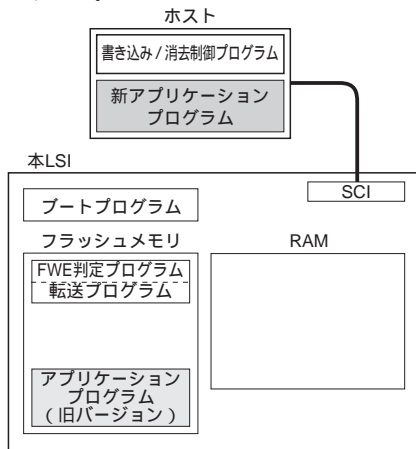 ホスト
書き込み / 消去制御プログラム
新アプリケーション
プログラム
本LSI
SCI
ブートプログラム
フラッシュメモリ
RAM
FWE判定プログラム
転送プログラム
アプリケーション
プログラム
( 旧バージョン )